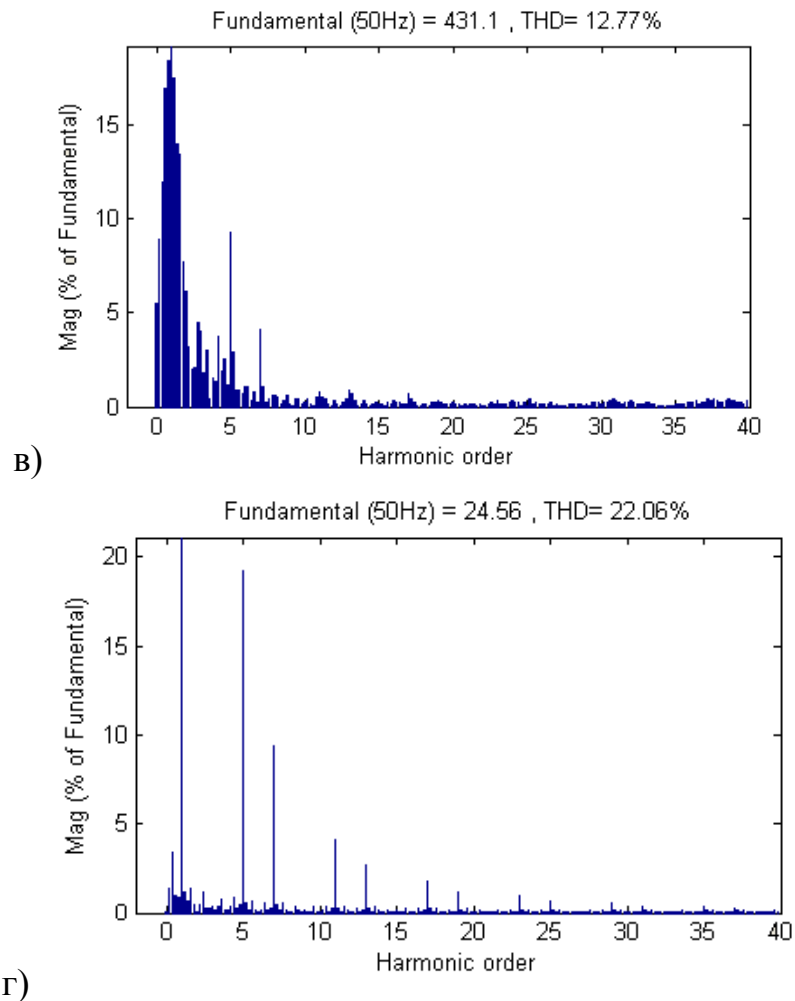 Fundamental (50Hz) = 431.1 , THD= 12.77%
Mag (% of Fundamental)
15
10
5
0
0 5 10 15 20 25 30 35 40
Harmonic order
в)
Fundamental (50Hz) = 24.56 , THD= 22.06%
Mag (% of Fundamental)
20
15
10
5
0
0 5 10 15 20 25 30 35 40
Harmonic order
г)